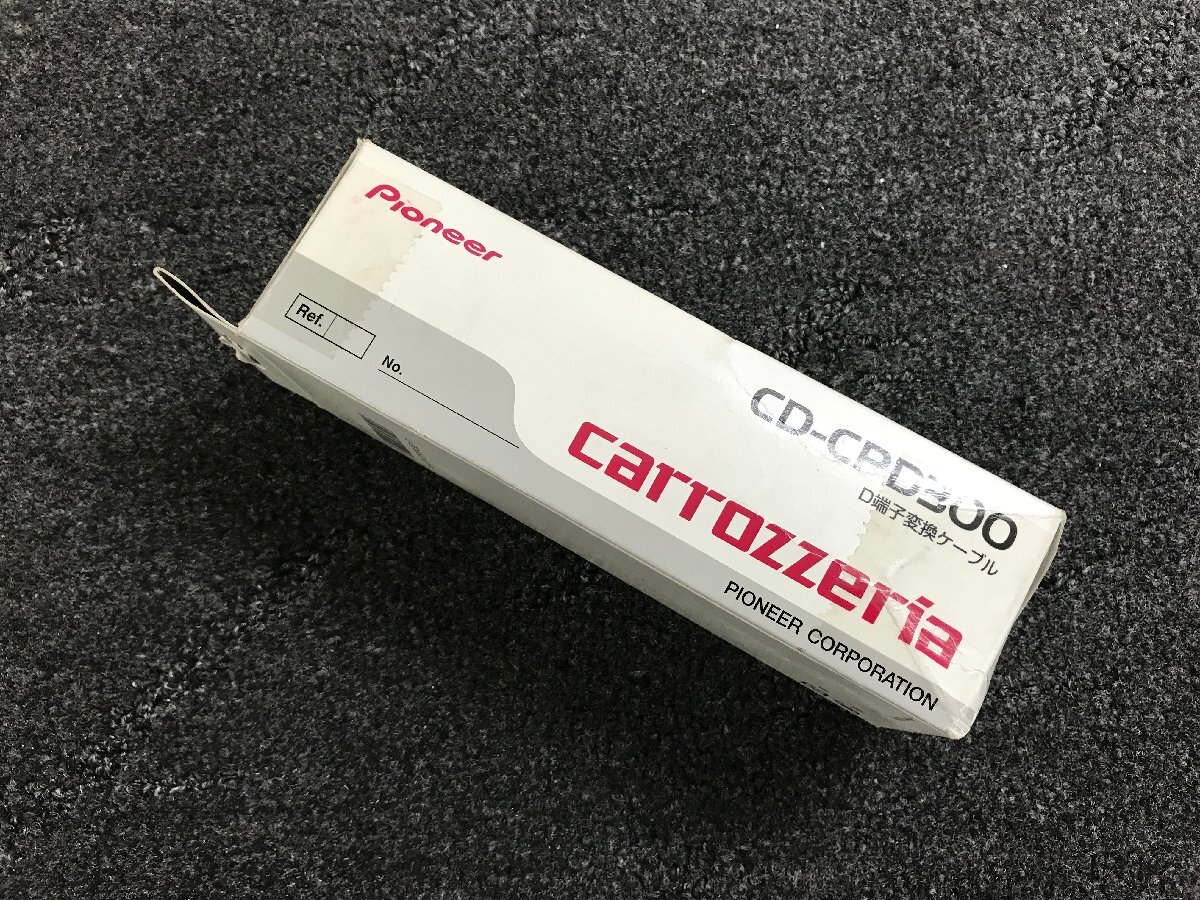 Pioneer
Ref.
No.
CD-CPD300
D端子変換ケーブル
carrozzeria
PIONEER CORPORATION